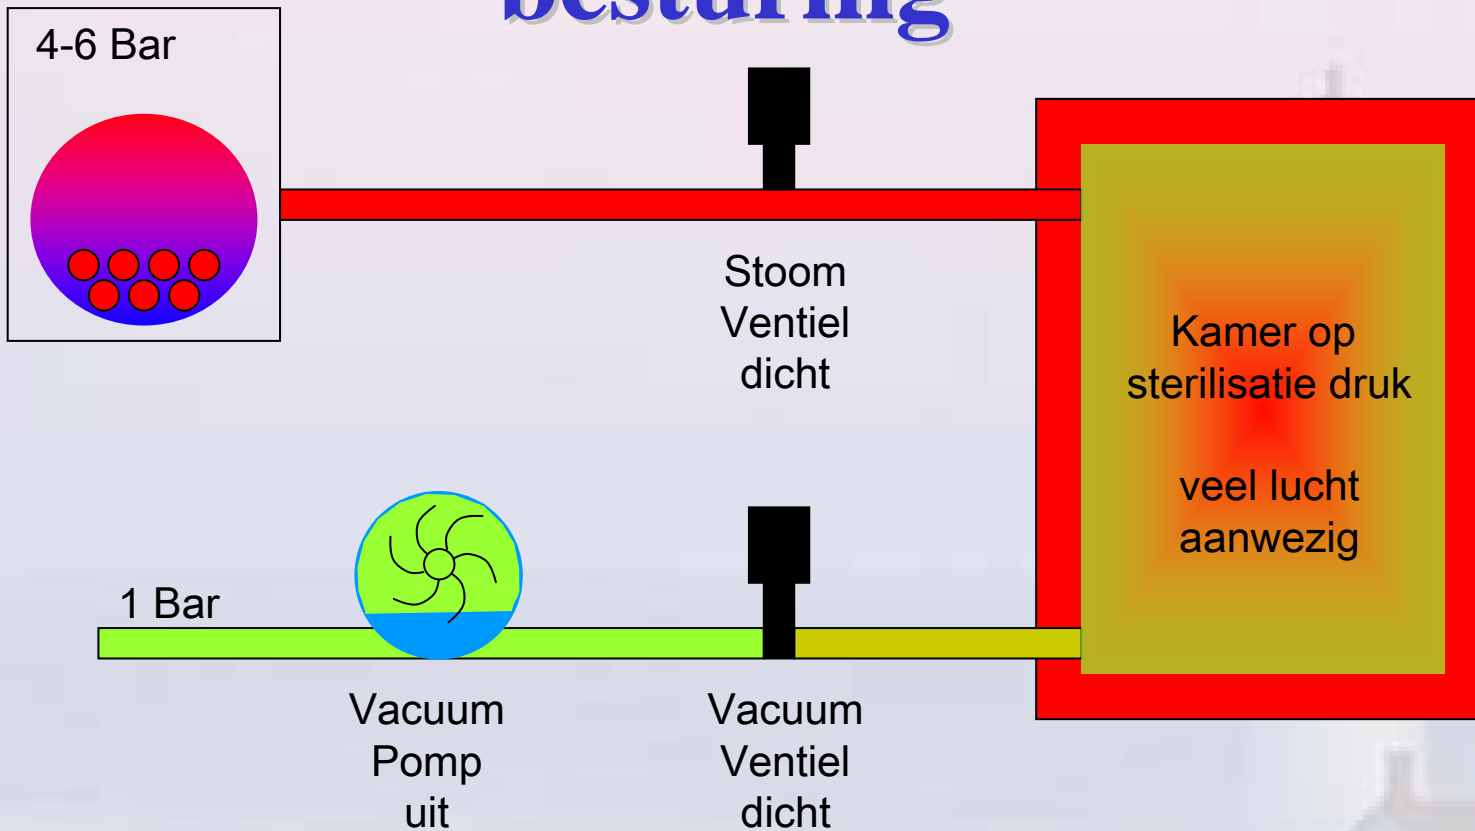 besturing
4-6 Bar
Stoom
Ventiel
dicht
Kamer op
sterilisatie druk
veel lucht
aanwezig
1 Bar
Vacuum
Pomp
uit
Vacuum
Ventiel
dicht